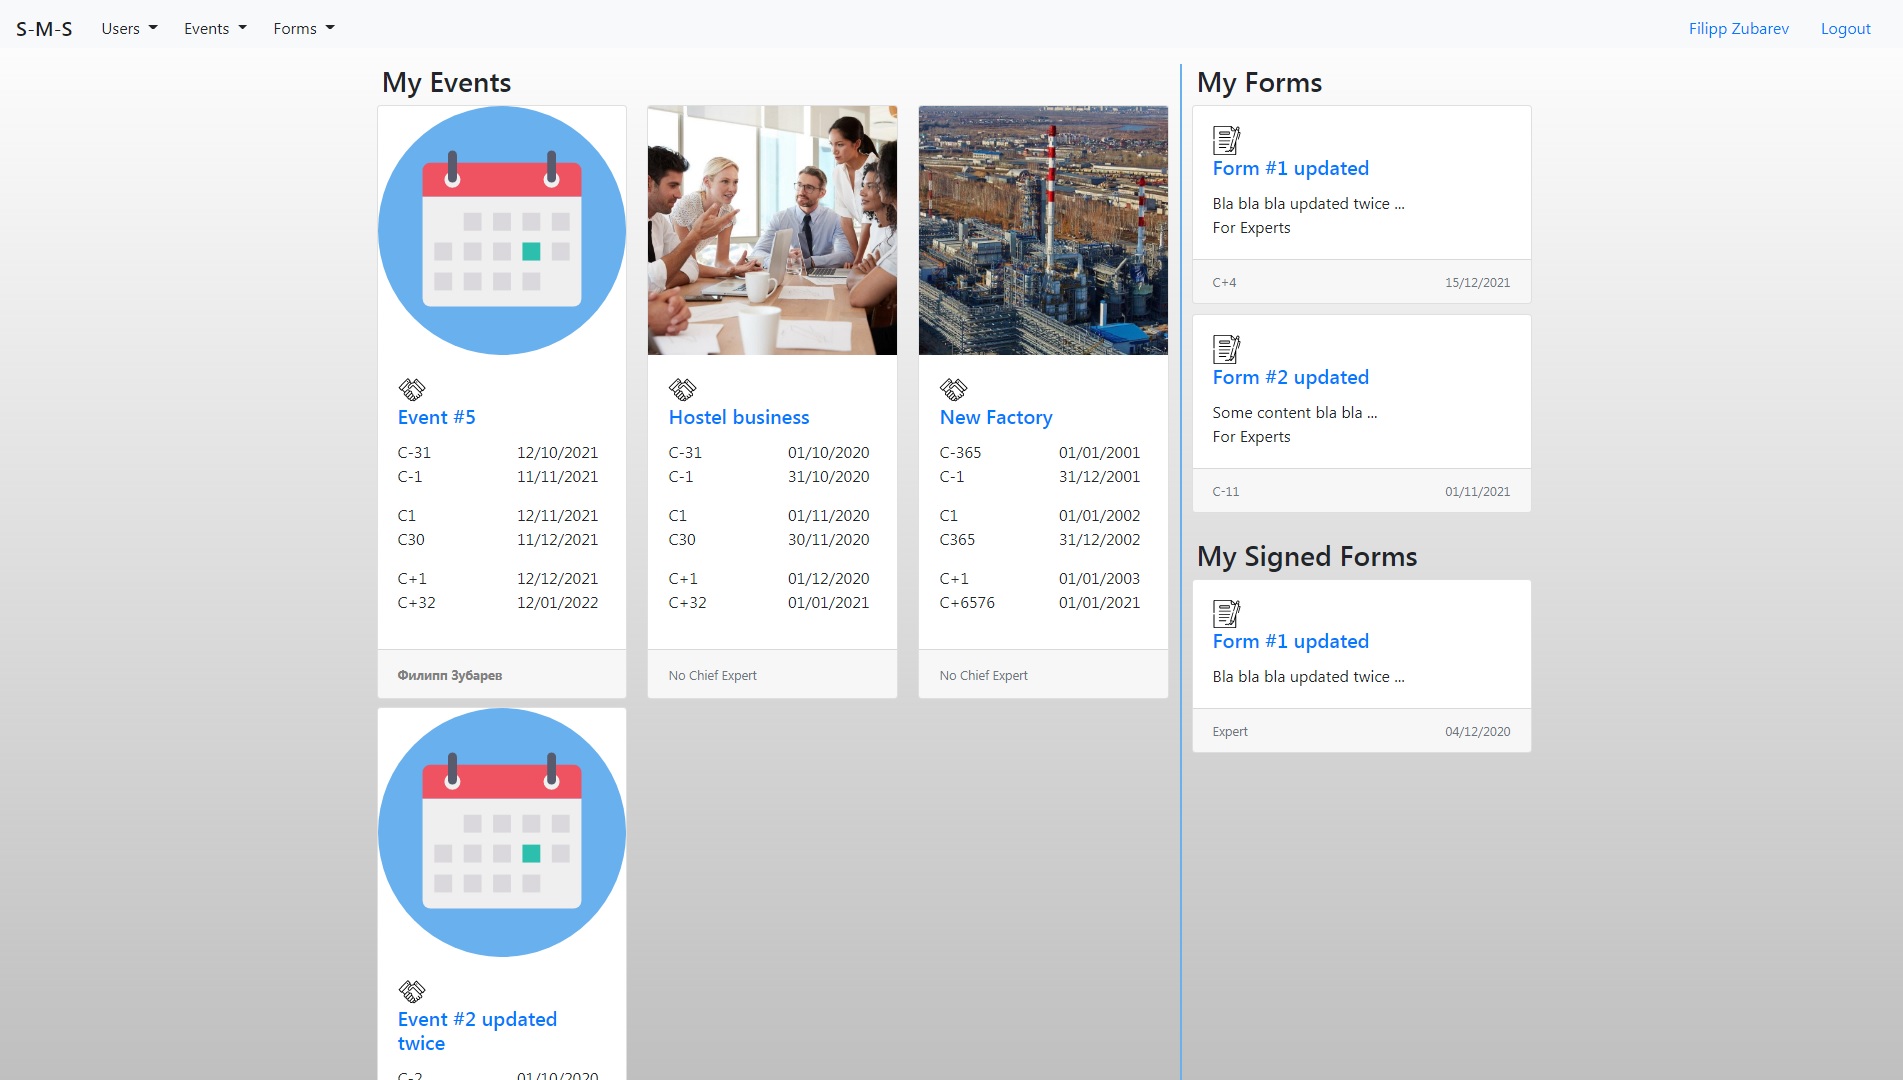 S-M-S Users Events Forms Filipp Zubarev Logout
My Events
Event #5
C-31 12/10/2021
C-1 11/11/2021
C1 12/11/2021
C30 11/12/2021
C+1 12/12/2021
C+32 12/01/2022
Филипп Зубарев
Hostel business
C-31 01/10/2020
C-1 31/10/2020
C1 01/11/2020
C30 30/11/2020
C+1 01/12/2020
C+32 01/01/2021
No Chief Expert
New Factory
C-365 01/01/2001
C-1 31/12/2001
C1 01/01/2002
C365 31/12/2002
C+1 01/01/2003
C+6576 01/01/2021
No Chief Expert
Event #2 updated
twice
C-2 01/10/2020
My Forms
Form #1 updated
Bla bla bla updated twice ...
For Experts
C+4 15/12/2021
Form #2 updated
Some content bla bla ...
For Experts
C-11 01/11/2021
My Signed Forms
Form #1 updated
Bla bla bla updated twice ...
Expert 04/12/2020